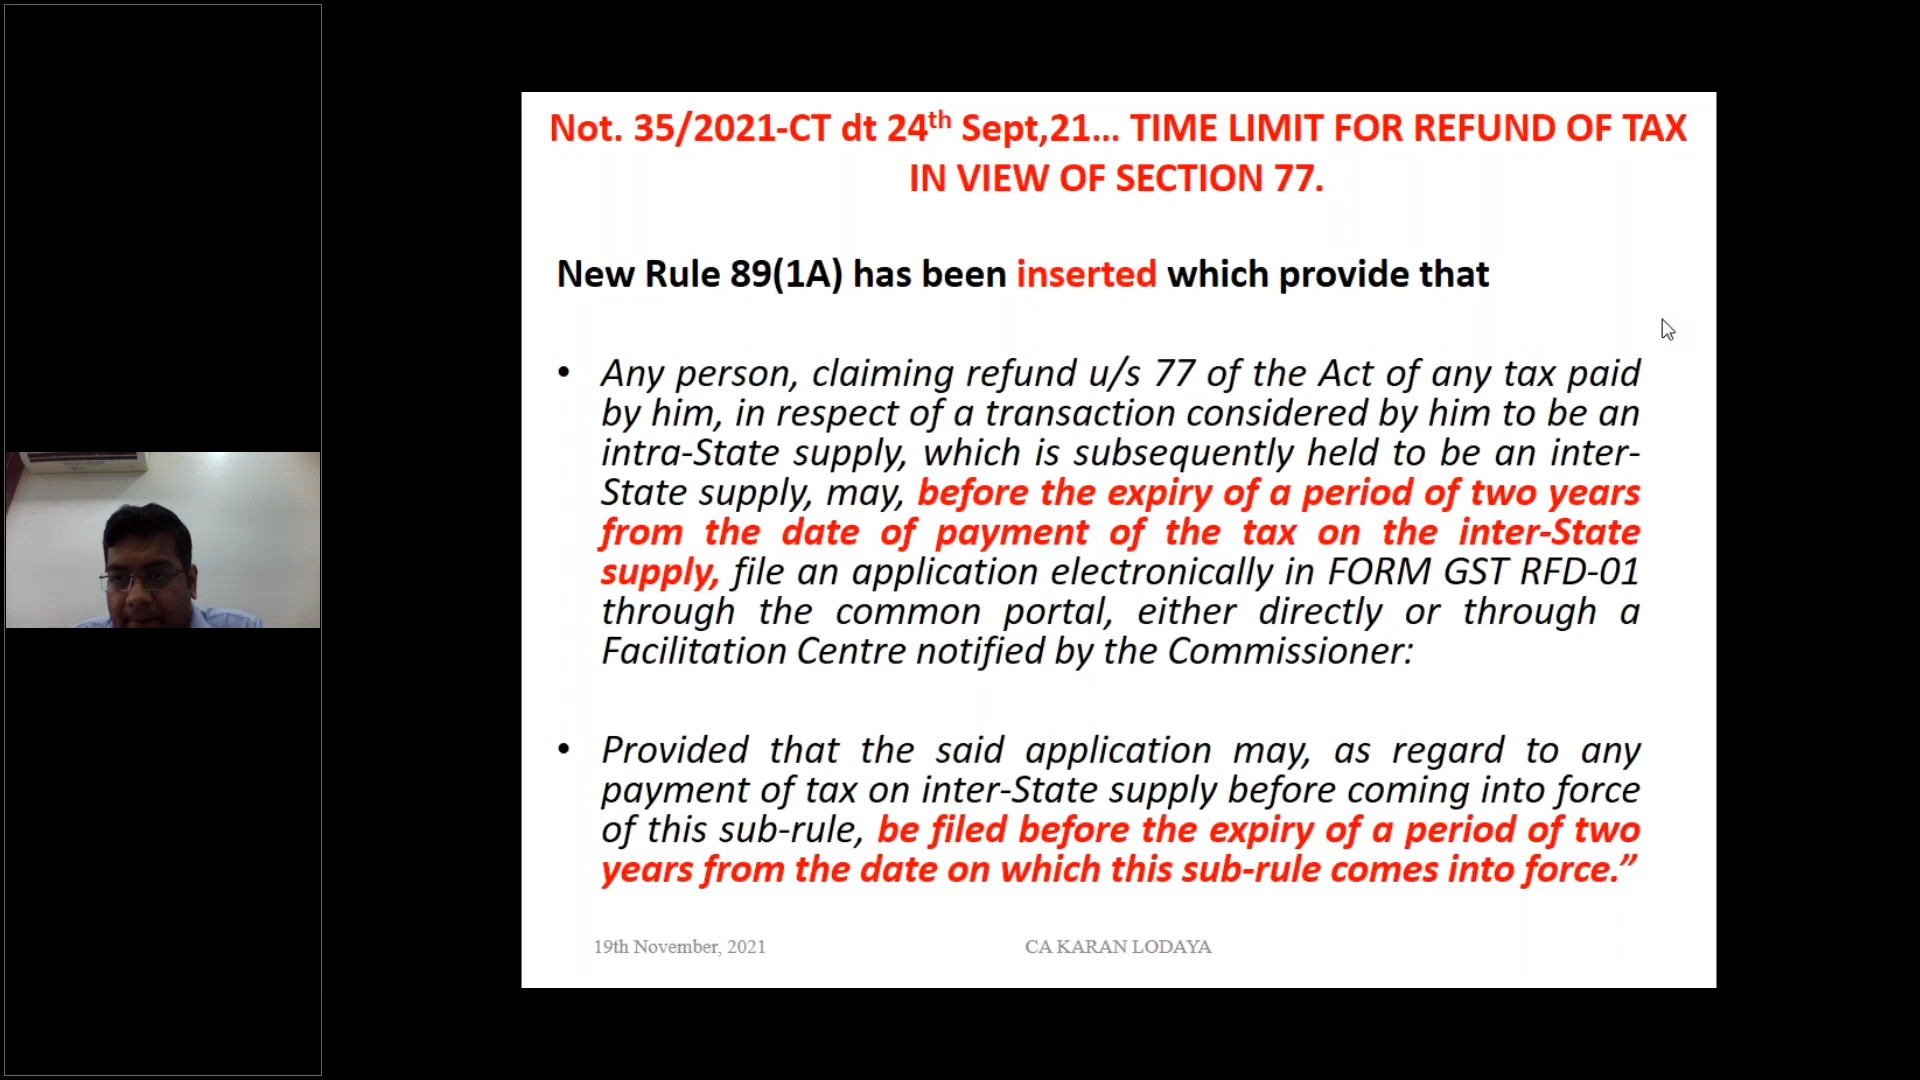 Not. 35/2021-CT dt 24th Sept,21... TIME LIMIT FOR REFUND OF TAX
IN VIEW OF SECTION 77.
New Rule 89(1A) has been inserted which provide that
• Any person, claiming refund u/s 77 of the Act of any tax paid
by him, in respect of a transaction considered by him to be an
intra-State supply, which is subsequently held to be an inter-
State supply, may, before the expiry of a period of two years
from the date of payment of the tax on the inter-State
supply, file an application electronically in FORM GST RFD-01
through the common portal, either directly or through a
Facilitation Centre notified by the Commissioner:
• Provided that the said application may, as regard to any
payment of tax on inter-State supply before coming into force
of this sub-rule, be filed before the expiry of a period of two
years from the date on which this sub-rule comes into force.”
19th November, 2021 CA KARAN LODAYA